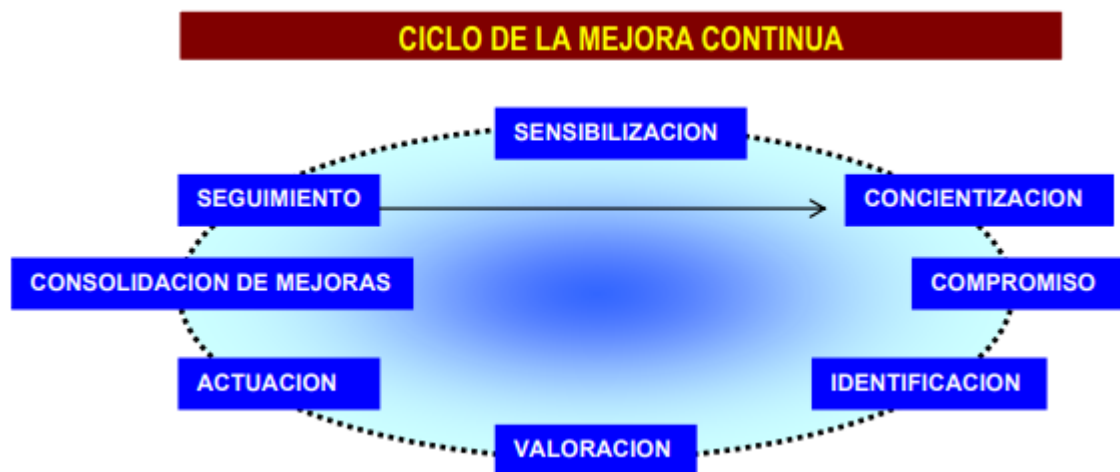 CICLO DE LA MEJORA CONTINUA
SENSIBILIZACION
SEGUIMIENTO
CONCIENTIZACION
CONSOLIDACION DE MEJORAS
COMPROMISO
ACTUACION
IDENTIFICACION
VALORACION